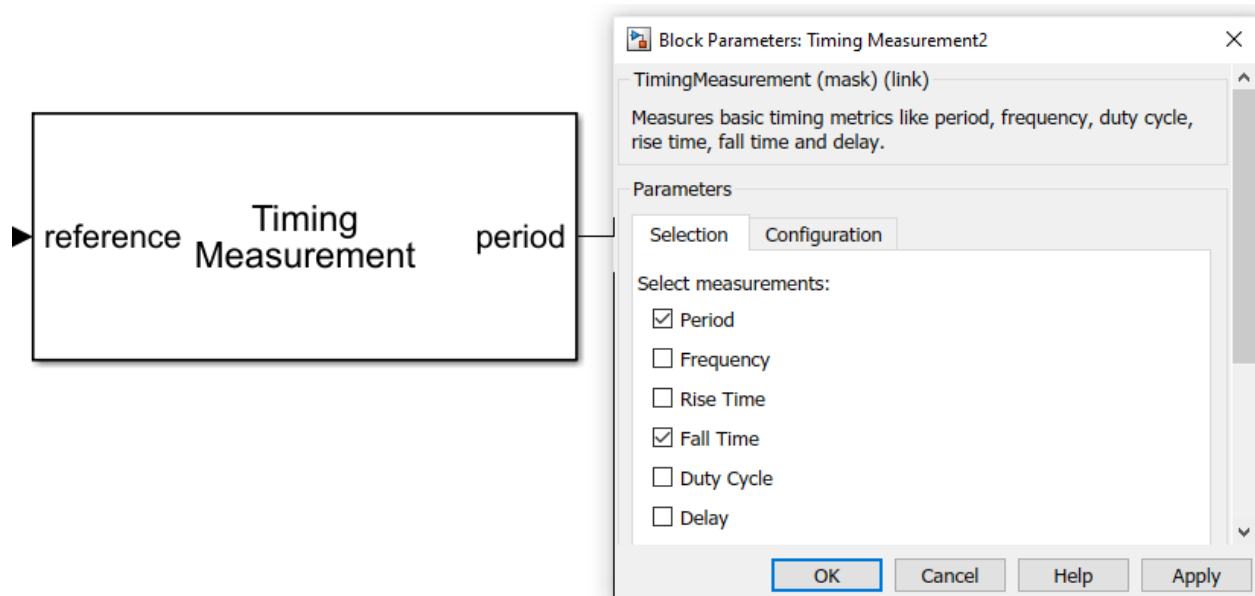 reference
Timing
Measurement
period
Block Parameters: Timing Measurement2
TimingMeasurement (mask) (link)
Measures basic timing metrics like period, frequency, duty cycle,
rise time, fall time and delay.
Parameters
Selection
Configuration
Select measurements:
Period
Frequency
Rise Time
Fall Time
Duty Cycle
Delay
OK
Cancel
Help
Apply